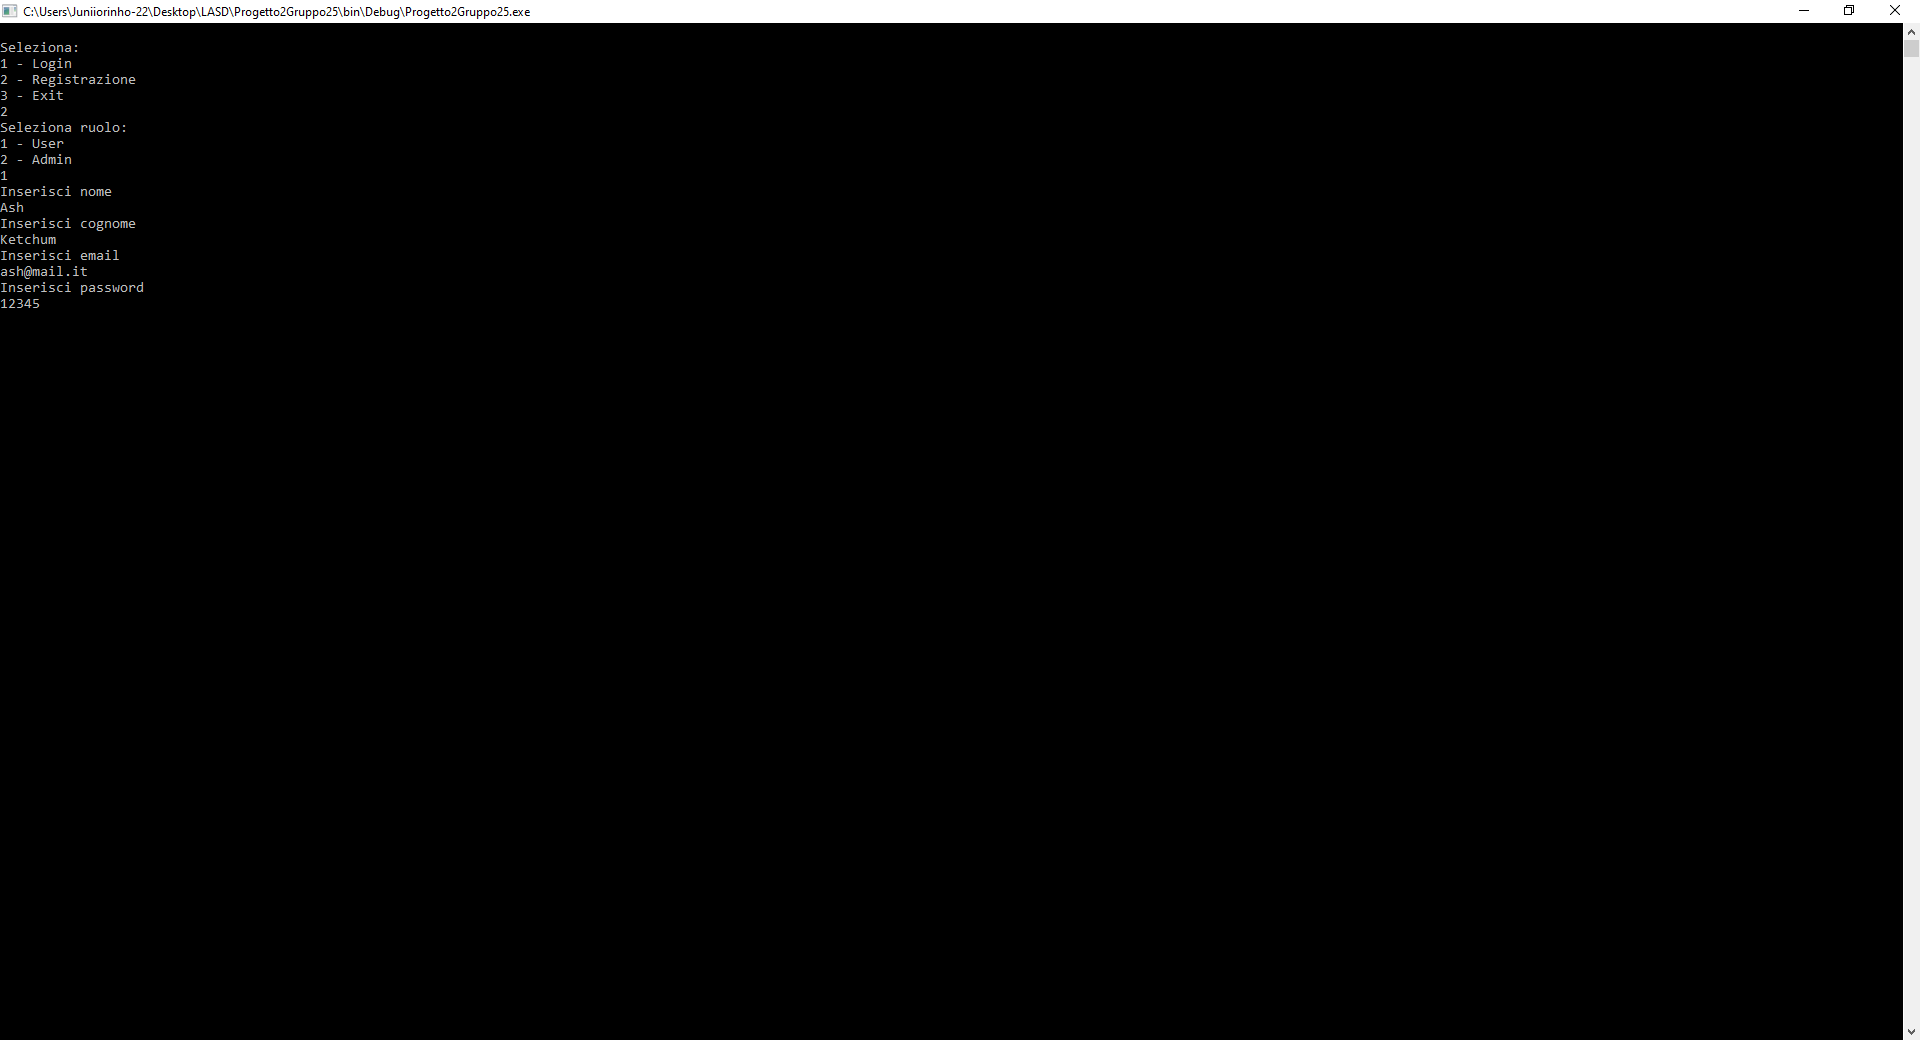 C:\Users\Juniiorinho-22\Desktop\LASD\Progetto2Gruppo25\bin\Debug\Progetto2Gruppo25.exe
Seleziona:
1 - Login
2 - Registrazione
3 - Exit
2
Seleziona ruolo:
1 - User
2 - Admin
1
Inserisci nome
Ash
Inserisci cognome
Ketchum
Inserisci email
ash@mail.it
Inserisci password
12345